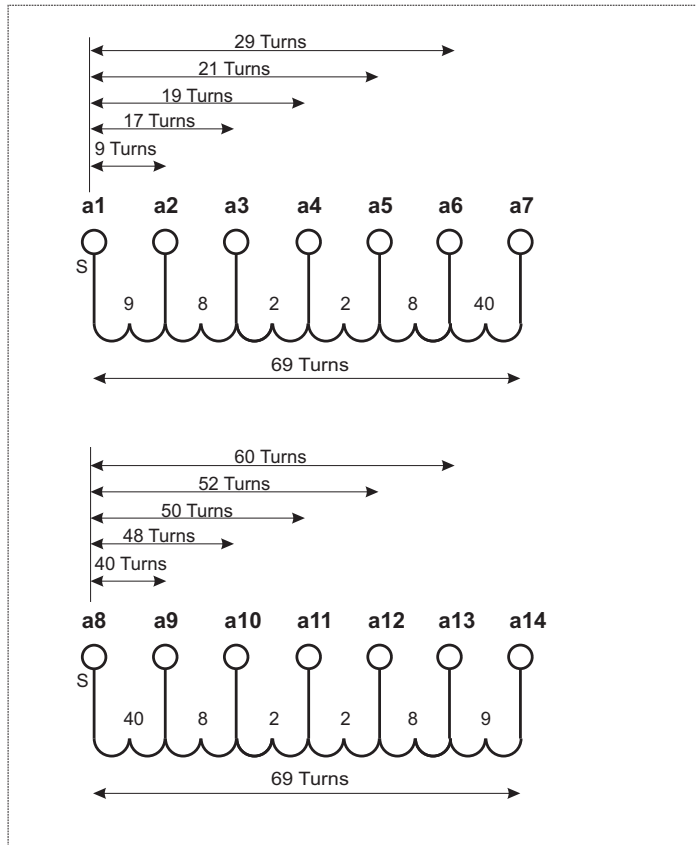 29 Turns
21 Turns
19 Turns
17 Turns
9 Turns
a1 a2 a3 a4 a5 a6 a7
S
9 8 2 2 8 40
69 Turns
60 Turns
52 Turns
50 Turns
48 Turns
40 Turns
a8 a9 a10 a11 a12 a13 a14
S
40 8 2 2 8 9
69 Turns